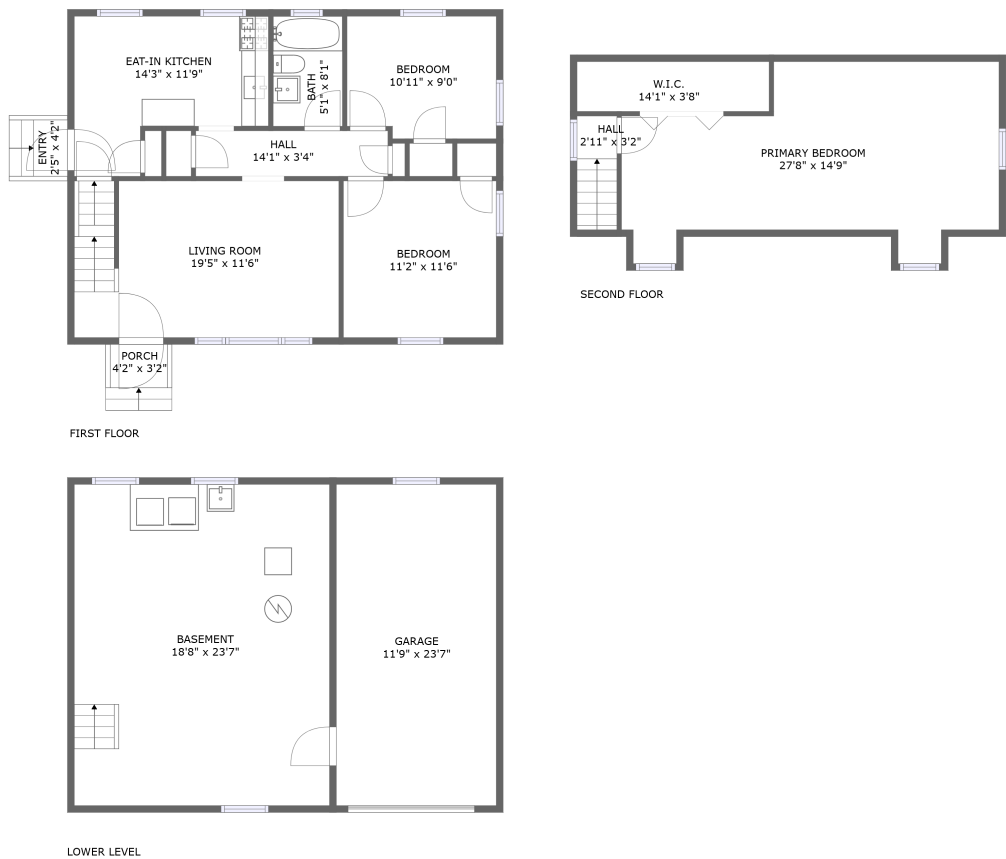 EAT-IN KITCHEN
14'3" x 11'9"
BATH
5'1" x 8'1"
BEDROOM
10'11" x 9'0"
ENTRY
2'5" x 4'2"
HALL
14'1" x 3'4"
LIVING ROOM
19'5" x 11'6"
BEDROOM
11'2" x 11'6"
PORCH
4'2" x 3'2"
FIRST FLOOR
W.I.C.
14'1" x 3'8"
HALL
2'11" x 3'2"
PRIMARY BEDROOM
27'8" x 14'9"
SECOND FLOOR
BASEMENT
18'8" x 23'7"
GARAGE
11'9" x 23'7"
LOWER LEVEL